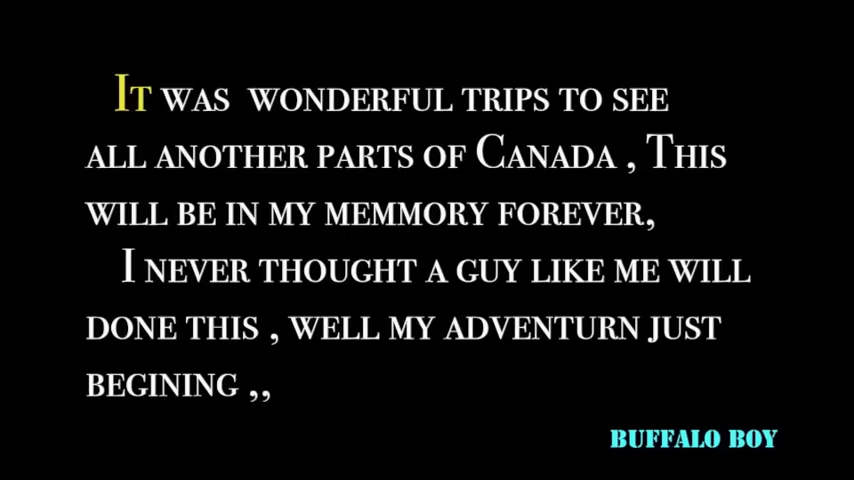 It was wonderful trips to see
all another parts of Canada , This
will be in my memmory forever,
I never thought a guy like me will
done this , well my adventurn just
begining ,,
BUFFALO BOY